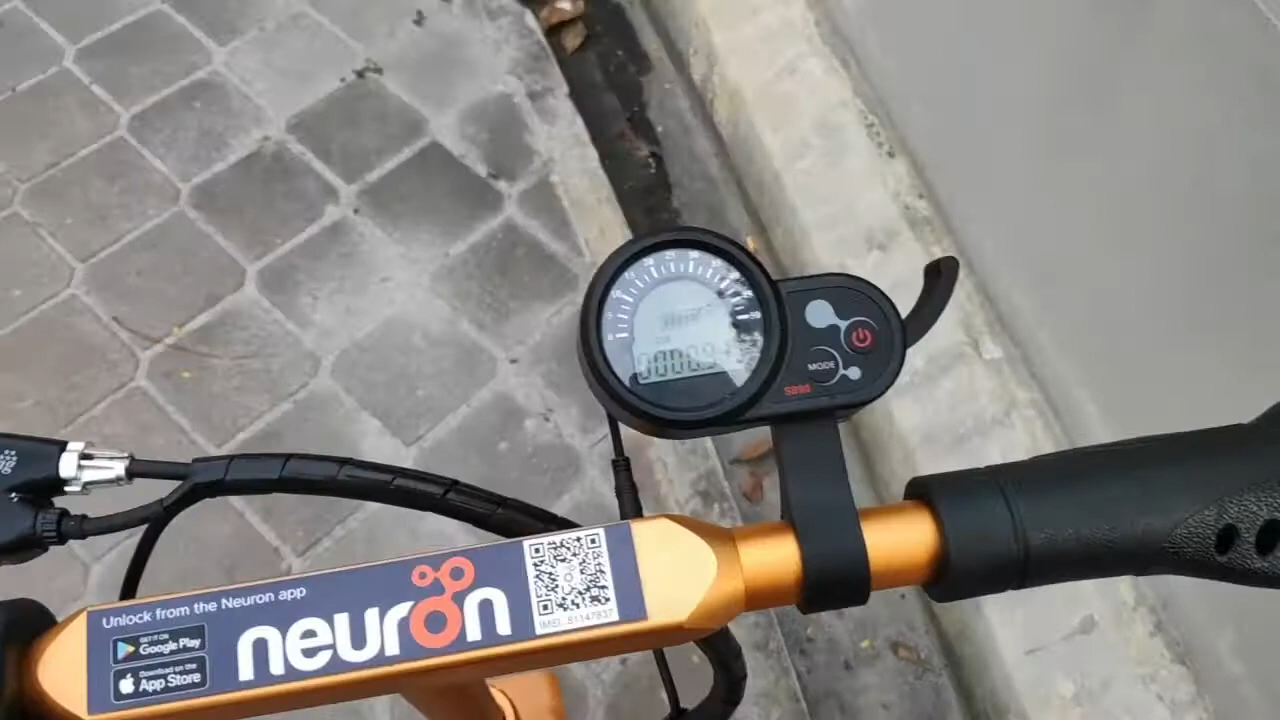 MODE
S866
Unlock from the Neuron app
GET IT ON
Google Play
Download on the
App Store
neuron